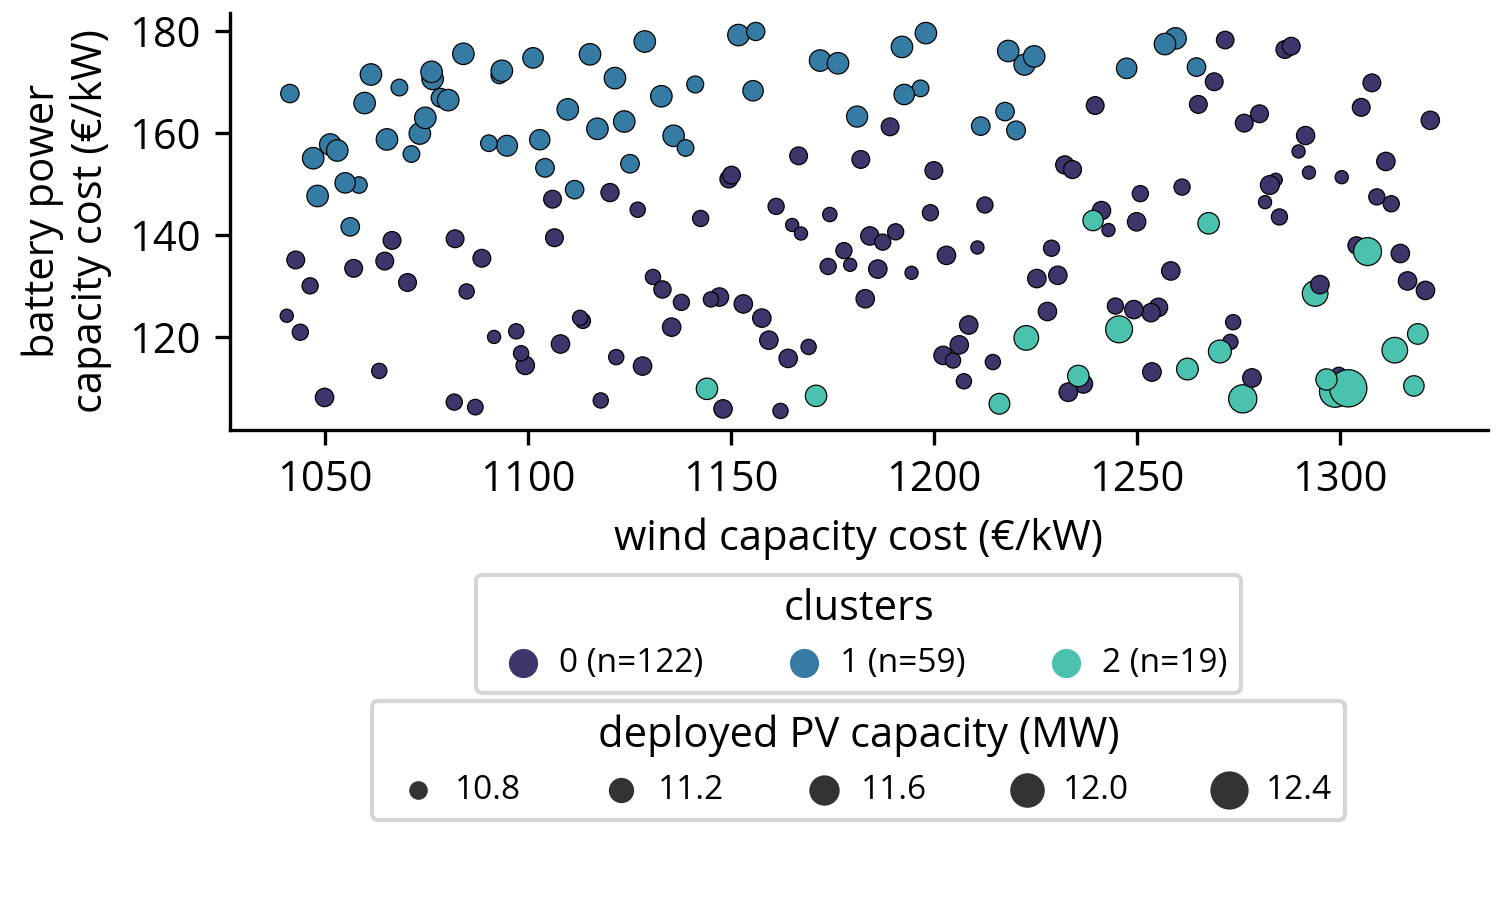 battery power
capacity cost (€/kW)
180
160
140
120
1050 1100 1150 1200 1250 1300
wind capacity cost (€/kW)
clusters
0 (n=122) 1 (n=59) 2 (n=19)
deployed PV capacity (MW)
10.8 11.2 11.6 12.0 12.4